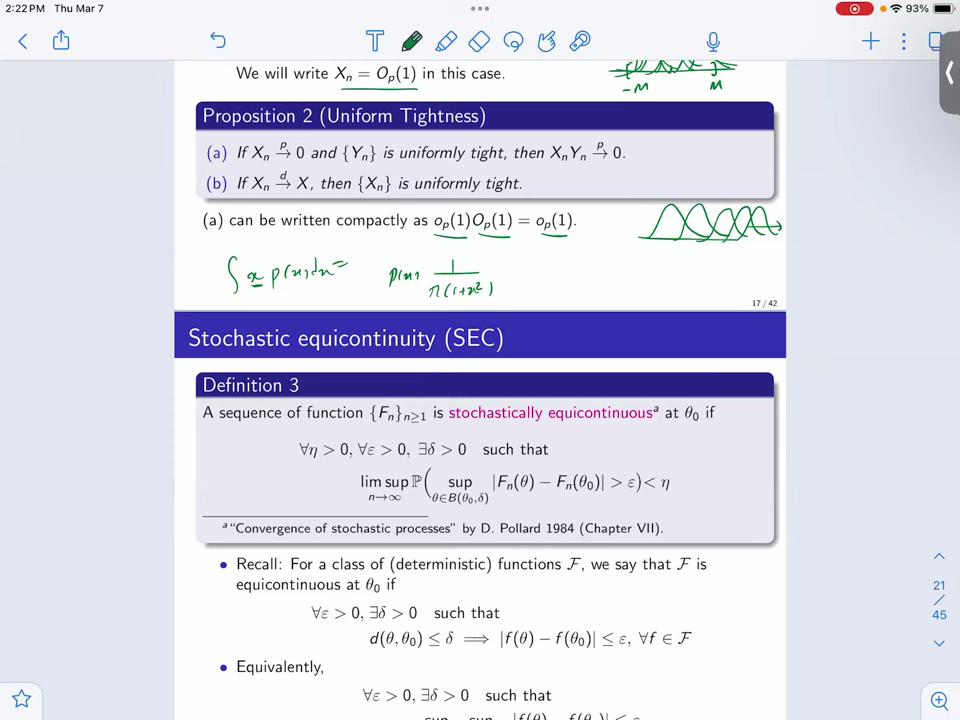 2:22 PM Thu Mar 7
93%
We will write Xₙ = Oₚ(1) in this case.
-M M
Proposition 2 (Uniform Tightness)
(a) If Xₙ →ᵖ 0 and {Yₙ} is uniformly tight, then XₙYₙ →ᵖ 0.
(b) If Xₙ →ᵈ X, then {Xₙ} is uniformly tight.
(a) can be written compactly as oₚ(1)Oₚ(1) = oₚ(1).
∫ x p(x) dx =
p(x) 1/π(1+x²)
17 / 42
Stochastic equicontinuity (SEC)
Definition 3
A sequence of function {Fₙ}ₙ≥₁ is stochastically equicontinuousᵃ at θ₀ if
∀η > 0, ∀ε > 0, ∃δ > 0 such that
lim sup n→∞ ℙ( sup θ∈B(θ₀,δ) |Fₙ(θ) − Fₙ(θ₀)| > ε) < η
ᵃ"Convergence of stochastic processes" by D. Pollard 1984 (Chapter VII).
• Recall: For a class of (deterministic) functions ℱ, we say that ℱ is
equicontinuous at θ₀ if
∀ε > 0, ∃δ > 0 such that
d(θ, θ₀) ≤ δ ⟹ |f(θ) − f(θ₀)| ≤ ε, ∀f ∈ ℱ
• Equivalently,
∀ε > 0, ∃δ > 0 such that
21
/
45